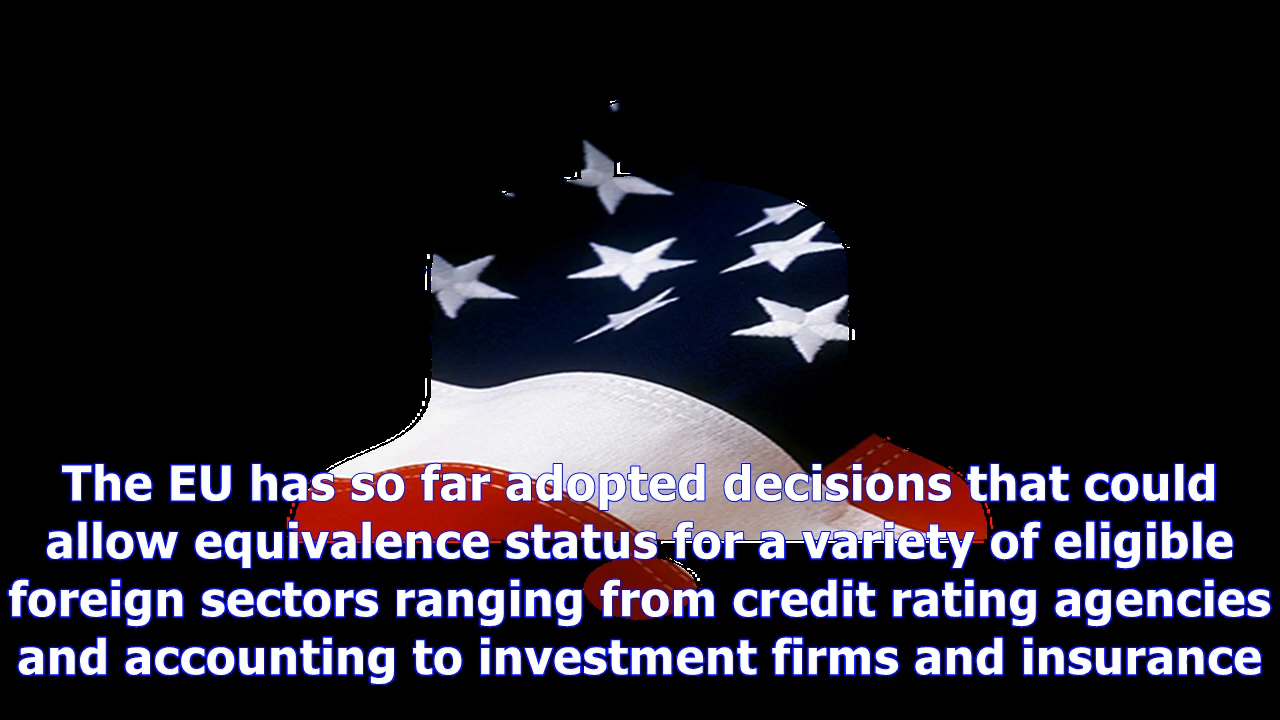 The EU has so far adopted decisions that could
allow equivalence status for a variety of eligible
foreign sectors ranging from credit rating agencies
and accounting to investment firms and insurance